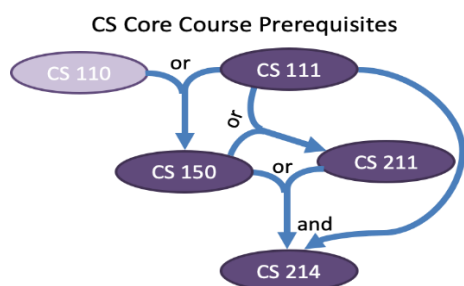 CS Core Course Prerequisites
CS 110
or
CS 111
or
CS 150
or
CS 211
and
CS 214